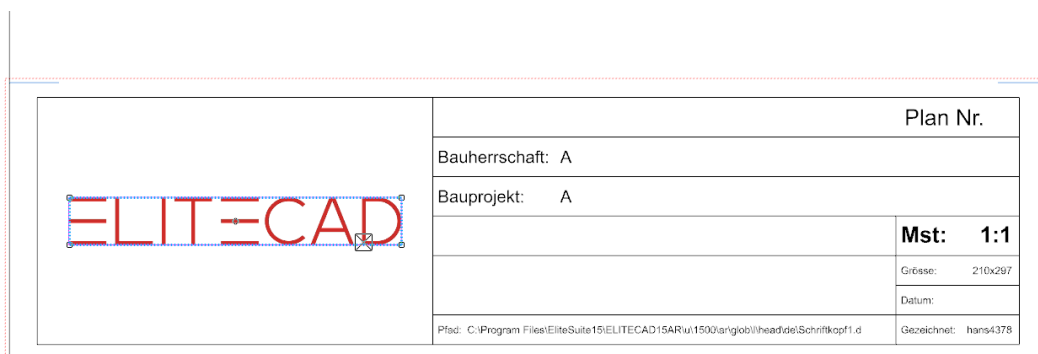 ELITECAD
Plan Nr.
Bauherrschaft: A
Bauprojekt: A
Mst: 1:1
Grösse: 210x297
Datum:
Pfad: C:\Program Files\EliteSuite15\ELITECAD15AR\u\1500\ar\glob\l\head\de\Schriftkopf1.d
Gezeichnet: hans4378